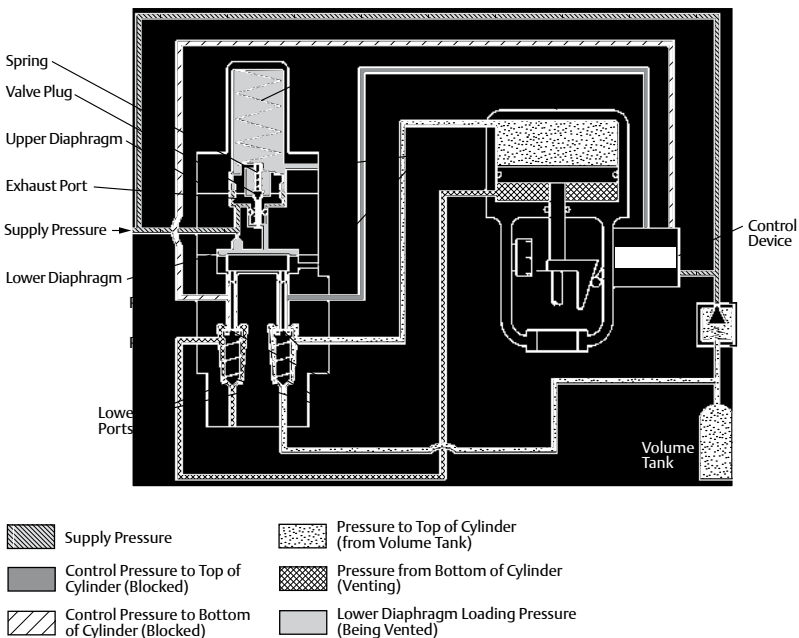 Spring
Valve Plug
Upper Diaphragm
Exhaust Port
Supply Pressure
Lower Diaphragm
Lowe
Ports
Control
Device
Volume
Tank
Supply Pressure
Control Pressure to Top of
Cylinder (Blocked)
Control Pressure to Bottom
of Cylinder (Blocked)
Pressure to Top of Cylinder
(from Volume Tank)
Pressure from Bottom of Cylinder
(Venting)
Lower Diaphragm Loading Pressure
(Being Vented)